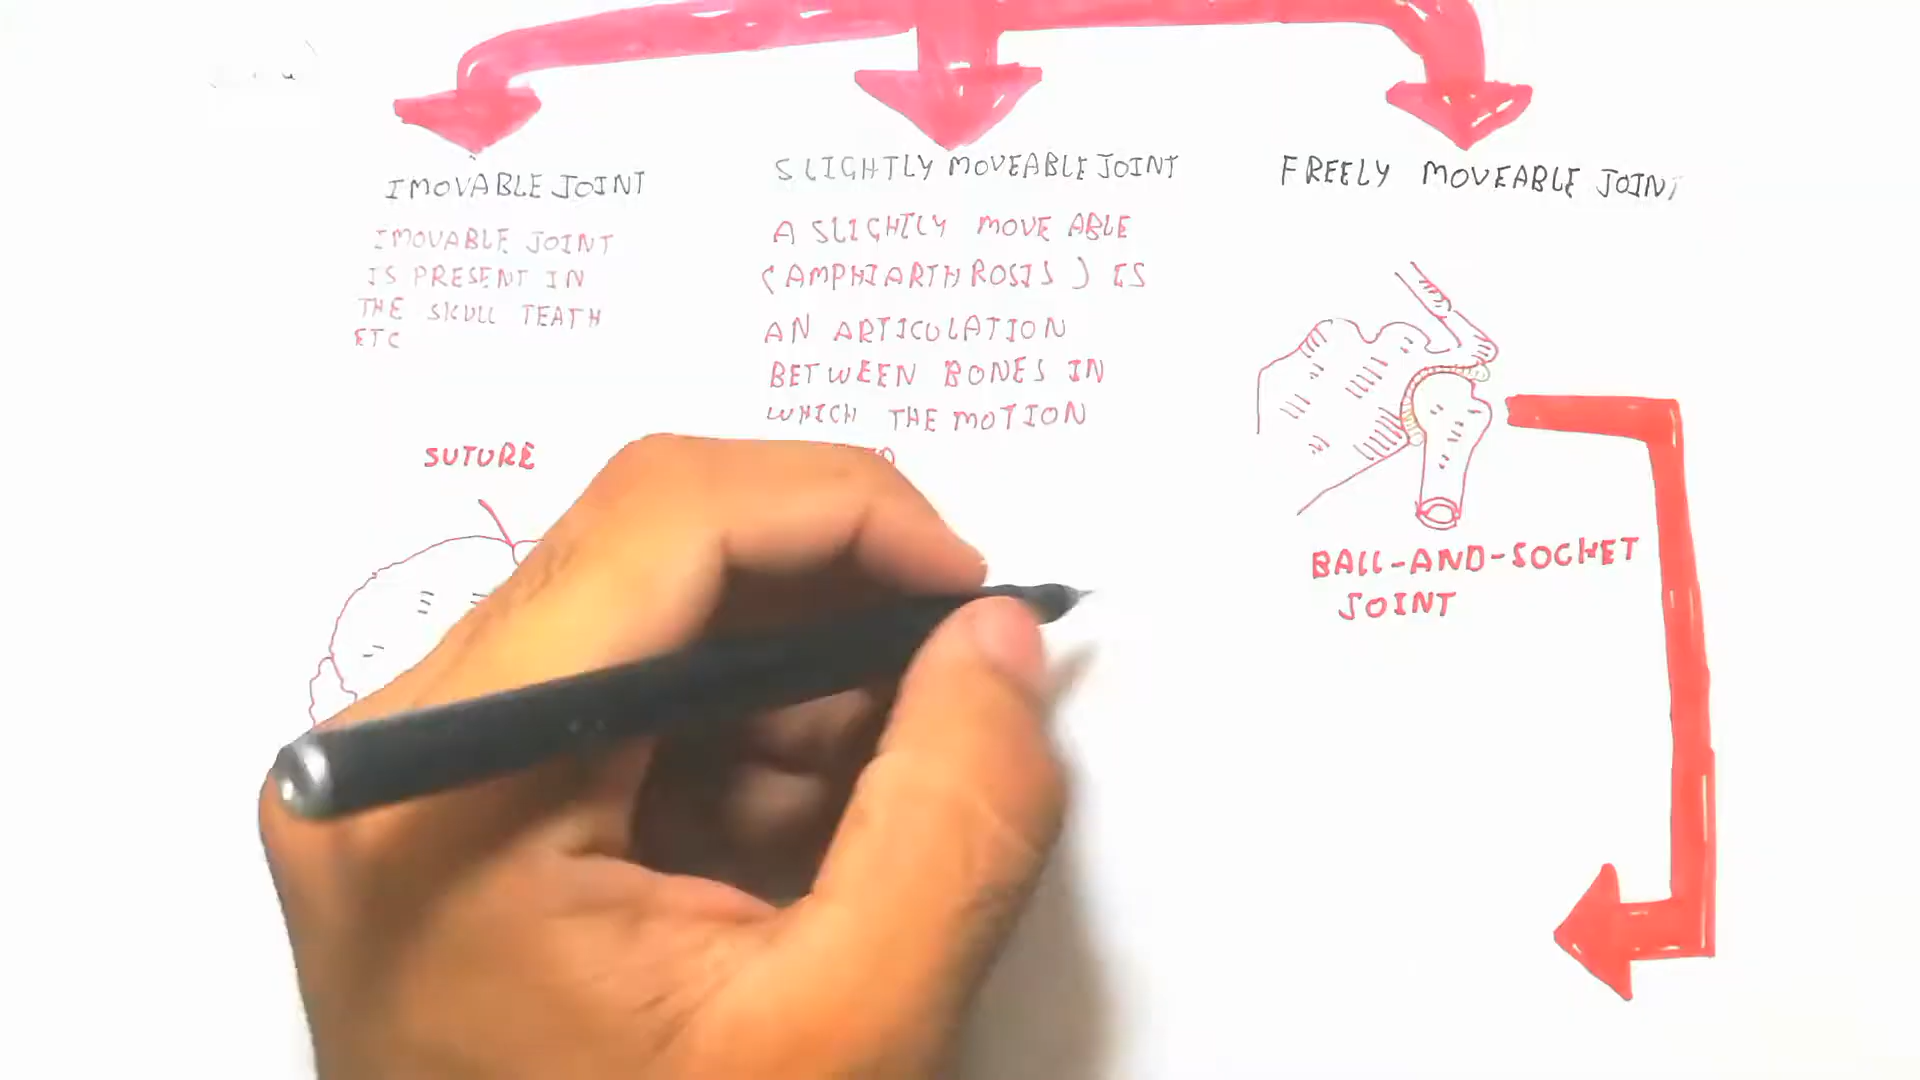 IMOVABLE JOINT
IMOVABLE JOINT
IS PRESENT IN
THE SKULL TEATH
ETC
SUTURE
SLIGHTLY MOVEABLE JOINT
A SLIGHTLY MOVE ABLE
(AMPHIARTHROSIS) IS
AN ARTICULATION
BETWEEN BONES IN
WHICH THE MOTION
FREELY MOVEABLE JOINT
BALL-AND-SOCHET
JOINT